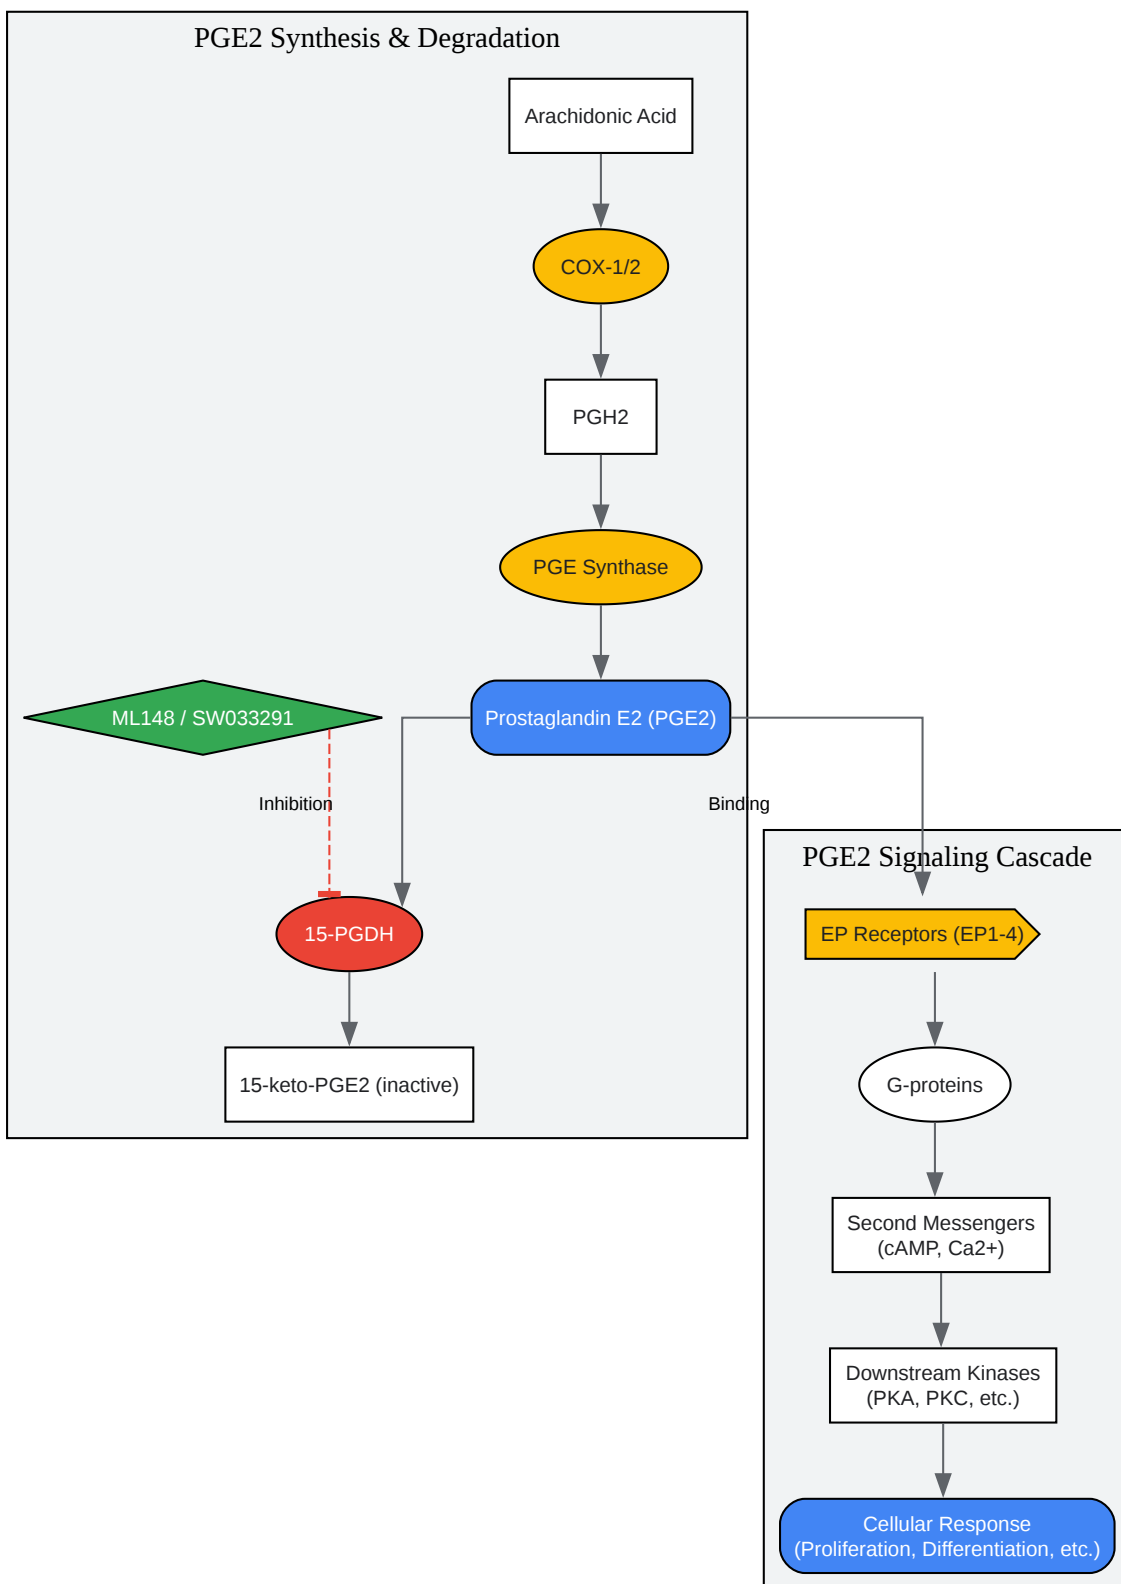 PGE2 Synthesis & Degradation
Arachidonic Acid
COX-1/2
PGH2
PGE Synthase
ML148 / SW033291
Prostaglandin E2 (PGE2)
Inhibition
Binding
15-PGDH
15-keto-PGE2 (inactive)
PGE2 Signaling Cascade
EP Receptors (EP1-4)
G-proteins
Second Messengers
(cAMP, Ca2+)
Downstream Kinases
(PKA, PKC, etc.)
Cellular Response
(Proliferation, Differentiation, etc.)